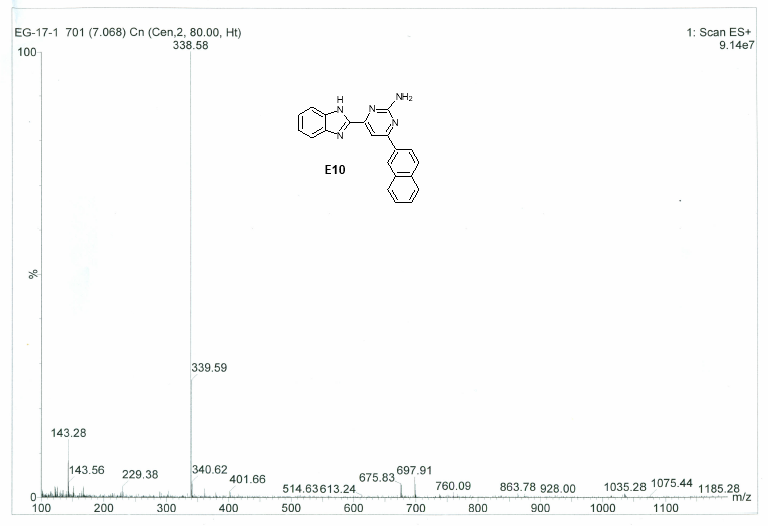 EG-17-1 701 (7.068) Cn (Cen,2, 80.00, Ht)
1: Scan ES+
9.14e7
338.58
100
%
0
H
N
N
N
N
NH2
E10
339.59
340.62
143.28
143.56
229.38
401.66
514.63
613.24
675.83
697.91
760.09
863.78
928.00
1035.28
1075.44
1185.28
m/z
100
200
300
400
500
600
700
800
900
1000
1100